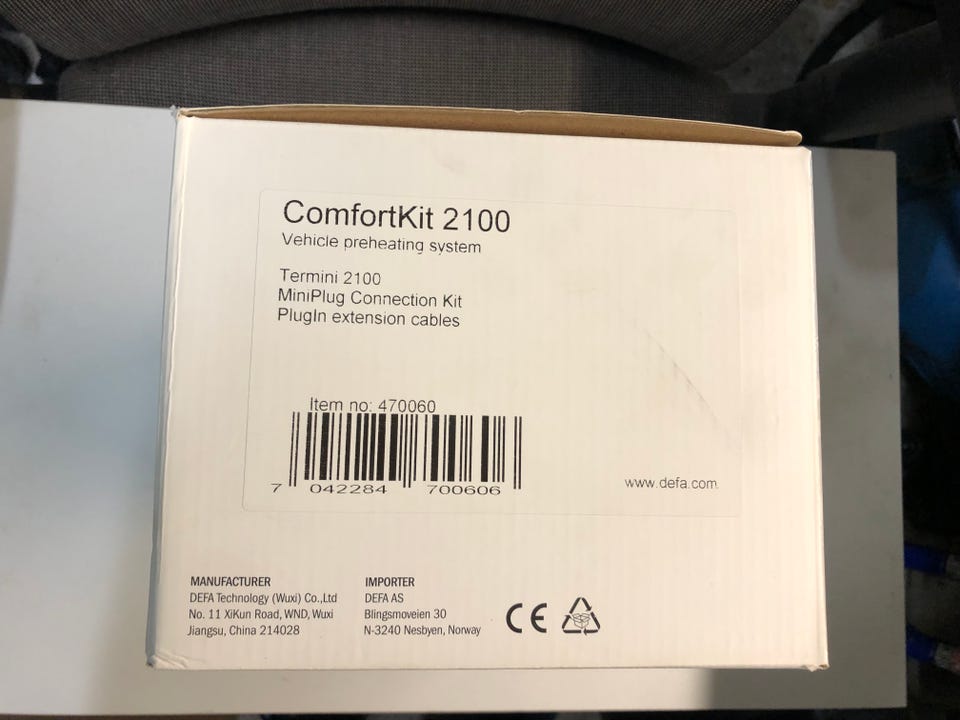 ComfortKit 2100
Vehicle preheating system
Termini 2100
MiniPlug Connection Kit
PlugIn extension cables
Item no: 470060
7 042284 700606
www.defa.com
MANUFACTURER
DEFA Technology (Wuxi) Co.,Ltd
No. 11 XiKun Road, WND, Wuxi
Jiangsu, China 214028
IMPORTER
DEFA AS
Blingsmoveien 30
N-3240 Nesbyen, Norway
CE